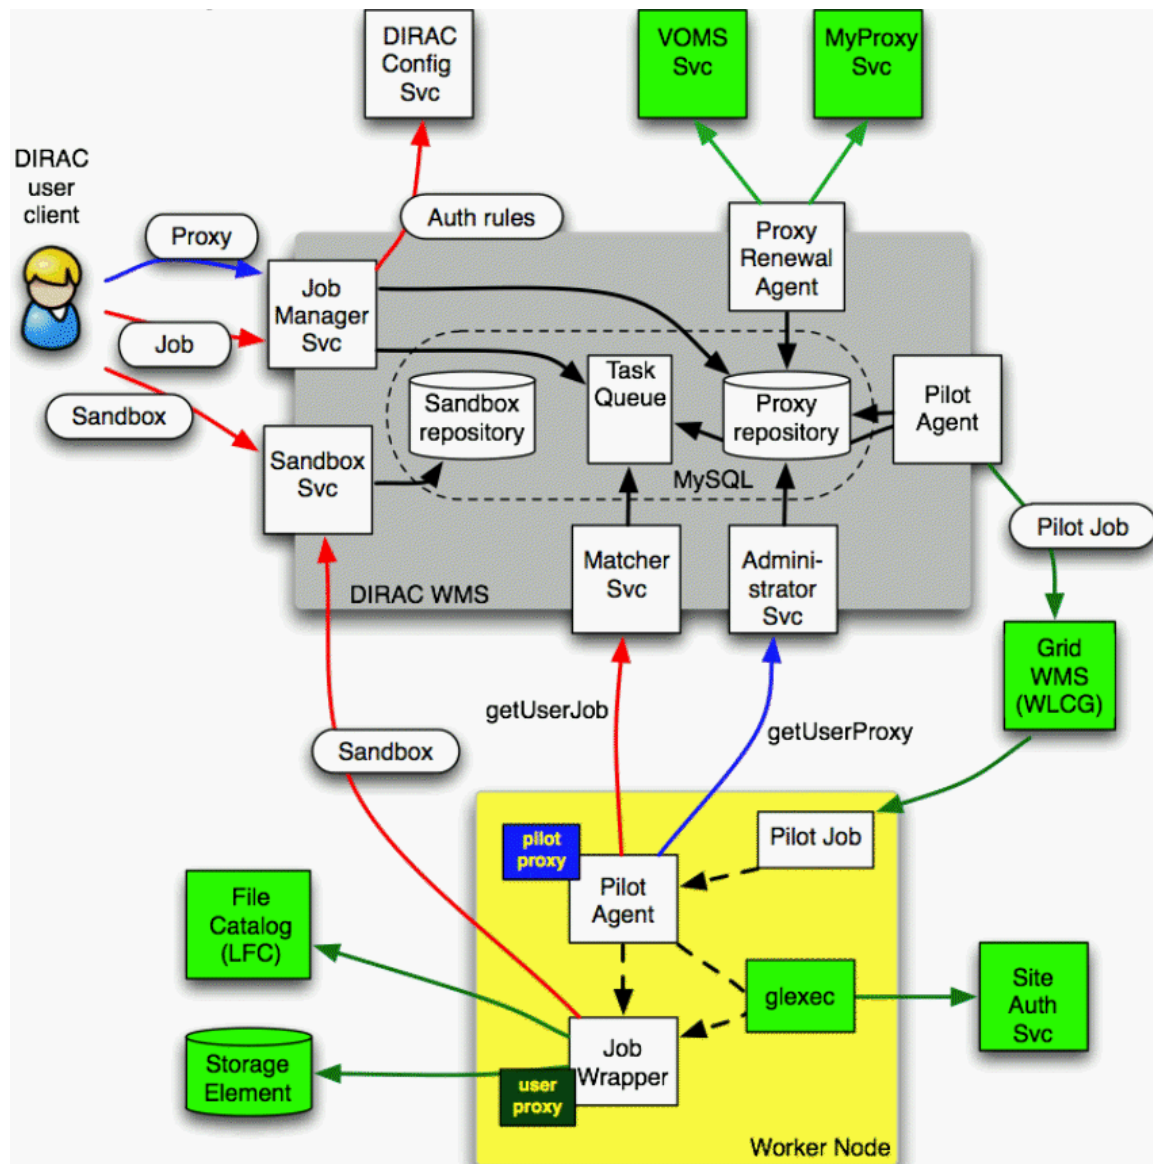 DIRAC
Config
Svc
VOMS
Svc
MyProxy
Svc
DIRAC
user
client
Proxy
Auth rules
Proxy
Renewal
Agent
Job
Manager
Svc
Job
Sandbox
Sandbox
repository
Task
Queue
Proxy
repository
Pilot
Agent
MySQL
Sandbox
Svc
Pilot Job
Matcher
Svc
Admini-
strator
Svc
DIRAC WMS
Grid
WMS
(WLCG)
getUserJob
getUserProxy
Sandbox
Pilot Job
pilot
proxy
Pilot
Agent
File
Catalog
(LFC)
glexec
Site
Auth
Svc
Storage
Element
Job
Wrapper
user
proxy
Worker Node